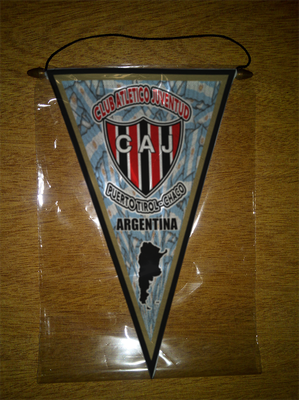 CLUB ATLETICO JUVENTUD
CAJ
PUERTO TIROL - CHACO
ARGENTINA